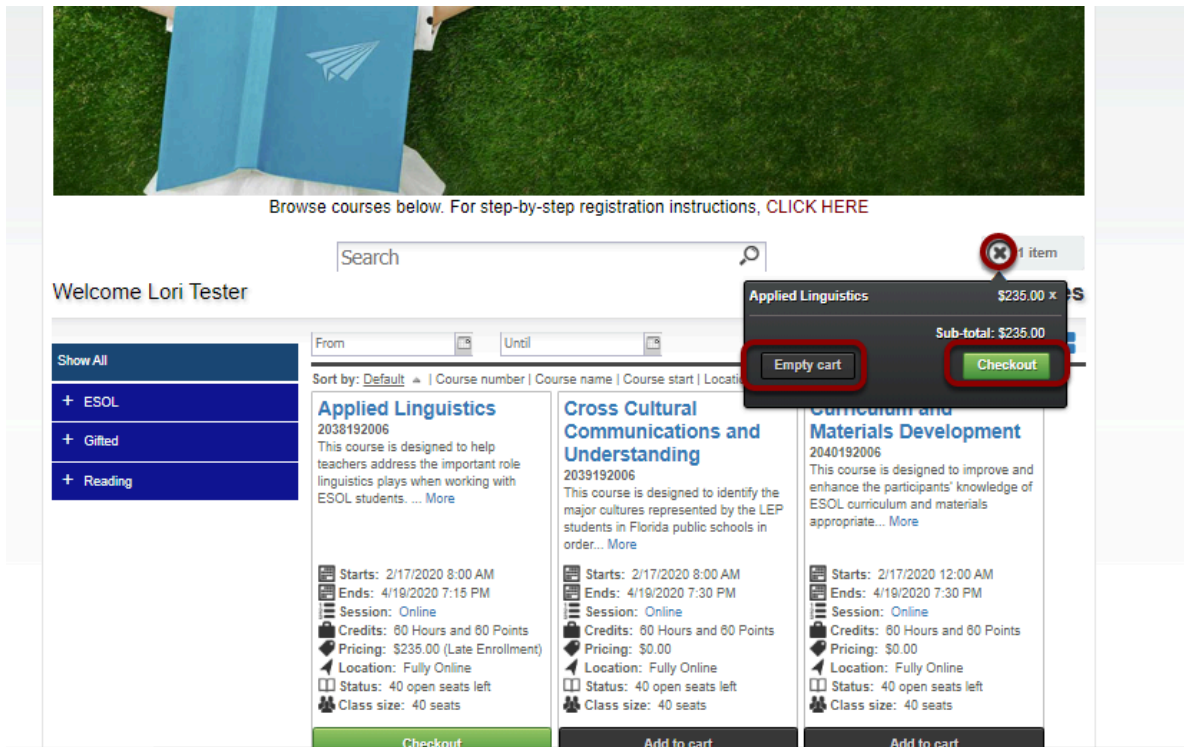 Browse courses below. For step-by-step registration instructions, CLICK HERE
Search
1 item
Welcome Lori Tester
Applied Linguistics $235.00 x
Sub-total: $235.00
Empty cart Checkout
From Until
Show All
+ ESOL
+ Gifted
+ Reading
Sort by: Default | Course number | Course name | Course start |
Applied Linguistics
2038192006
This course is designed to help
teachers address the important role
linguistics plays when working with
ESOL students. ... More
Starts: 2/17/2020 8:00 AM
Ends: 4/19/2020 7:15 PM
Session: Online
Credits: 60 Hours and 60 Points
Pricing: $235.00 (Late Enrollment)
Location: Fully Online
Status: 40 open seats left
Class size: 40 seats
Checkout
Cross Cultural
Communications and
Understanding
2039192006
This course is designed to identify the
major cultures represented by the LEP
students in Florida public schools in
order... More
Starts: 2/17/2020 8:00 AM
Ends: 4/19/2020 7:30 PM
Session: Online
Credits: 60 Hours and 60 Points
Pricing: $0.00
Location: Fully Online
Status: 40 open seats left
Class size: 40 seats
Add to cart
Curriculum and
Materials Development
2040192006
This course is designed to improve and
enhance the participants' knowledge of
ESOL curriculum and materials
appropriate... More
Starts: 2/17/2020 12:00 AM
Ends: 4/19/2020 7:30 PM
Session: Online
Credits: 60 Hours and 60 Points
Pricing: $0.00
Location: Fully Online
Status: 40 open seats left
Class size: 40 seats
Add to cart